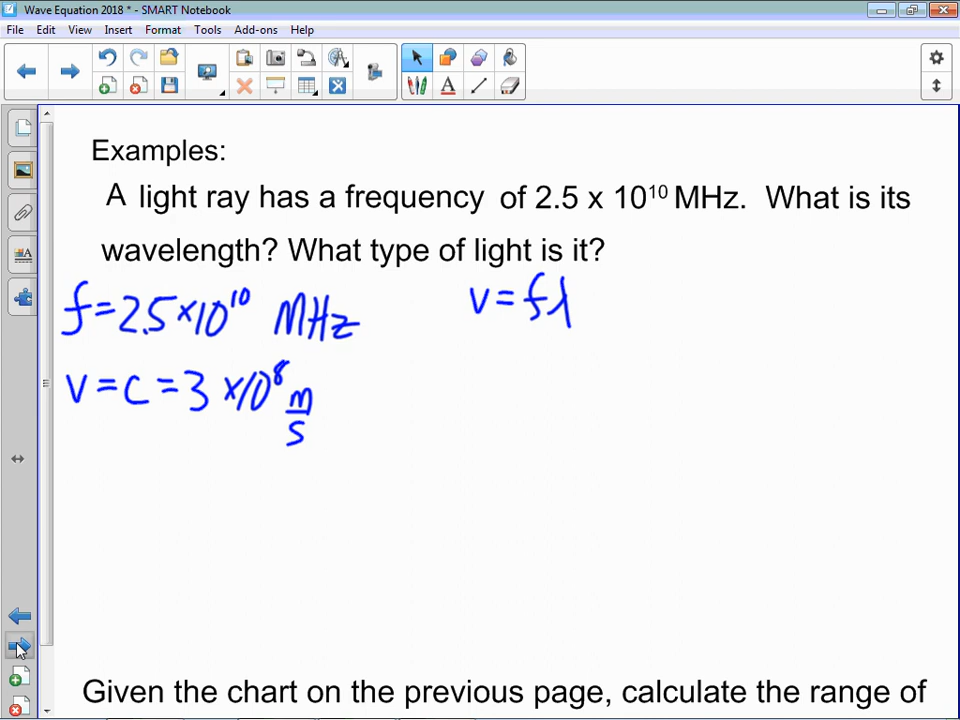 Wave Equation 2018 * - SMART Notebook
File Edit View Insert Format Tools Add-ons Help
Examples:
A light ray has a frequency of 2.5 x 10¹⁰ MHz. What is its
wavelength? What type of light is it?
f=2.5×10¹⁰ MHz
v=fλ
v=c=3×10⁸ m/s
Given the chart on the previous page, calculate the range of